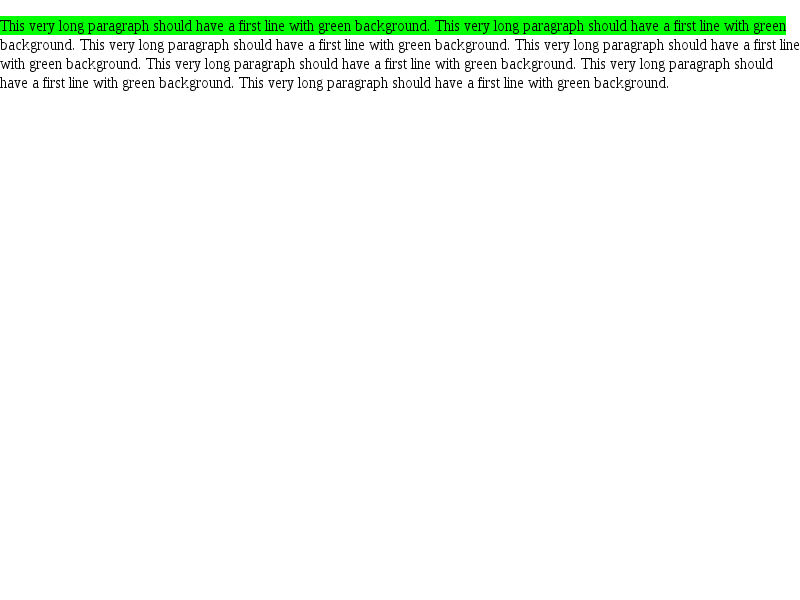 This very long paragraph should have a first line with green background. This very long paragraph should have a first line with green
background. This very long paragraph should have a first line with green background. This very long paragraph should have a first line
with green background. This very long paragraph should have a first line with green background. This very long paragraph should
have a first line with green background. This very long paragraph should have a first line with green background.